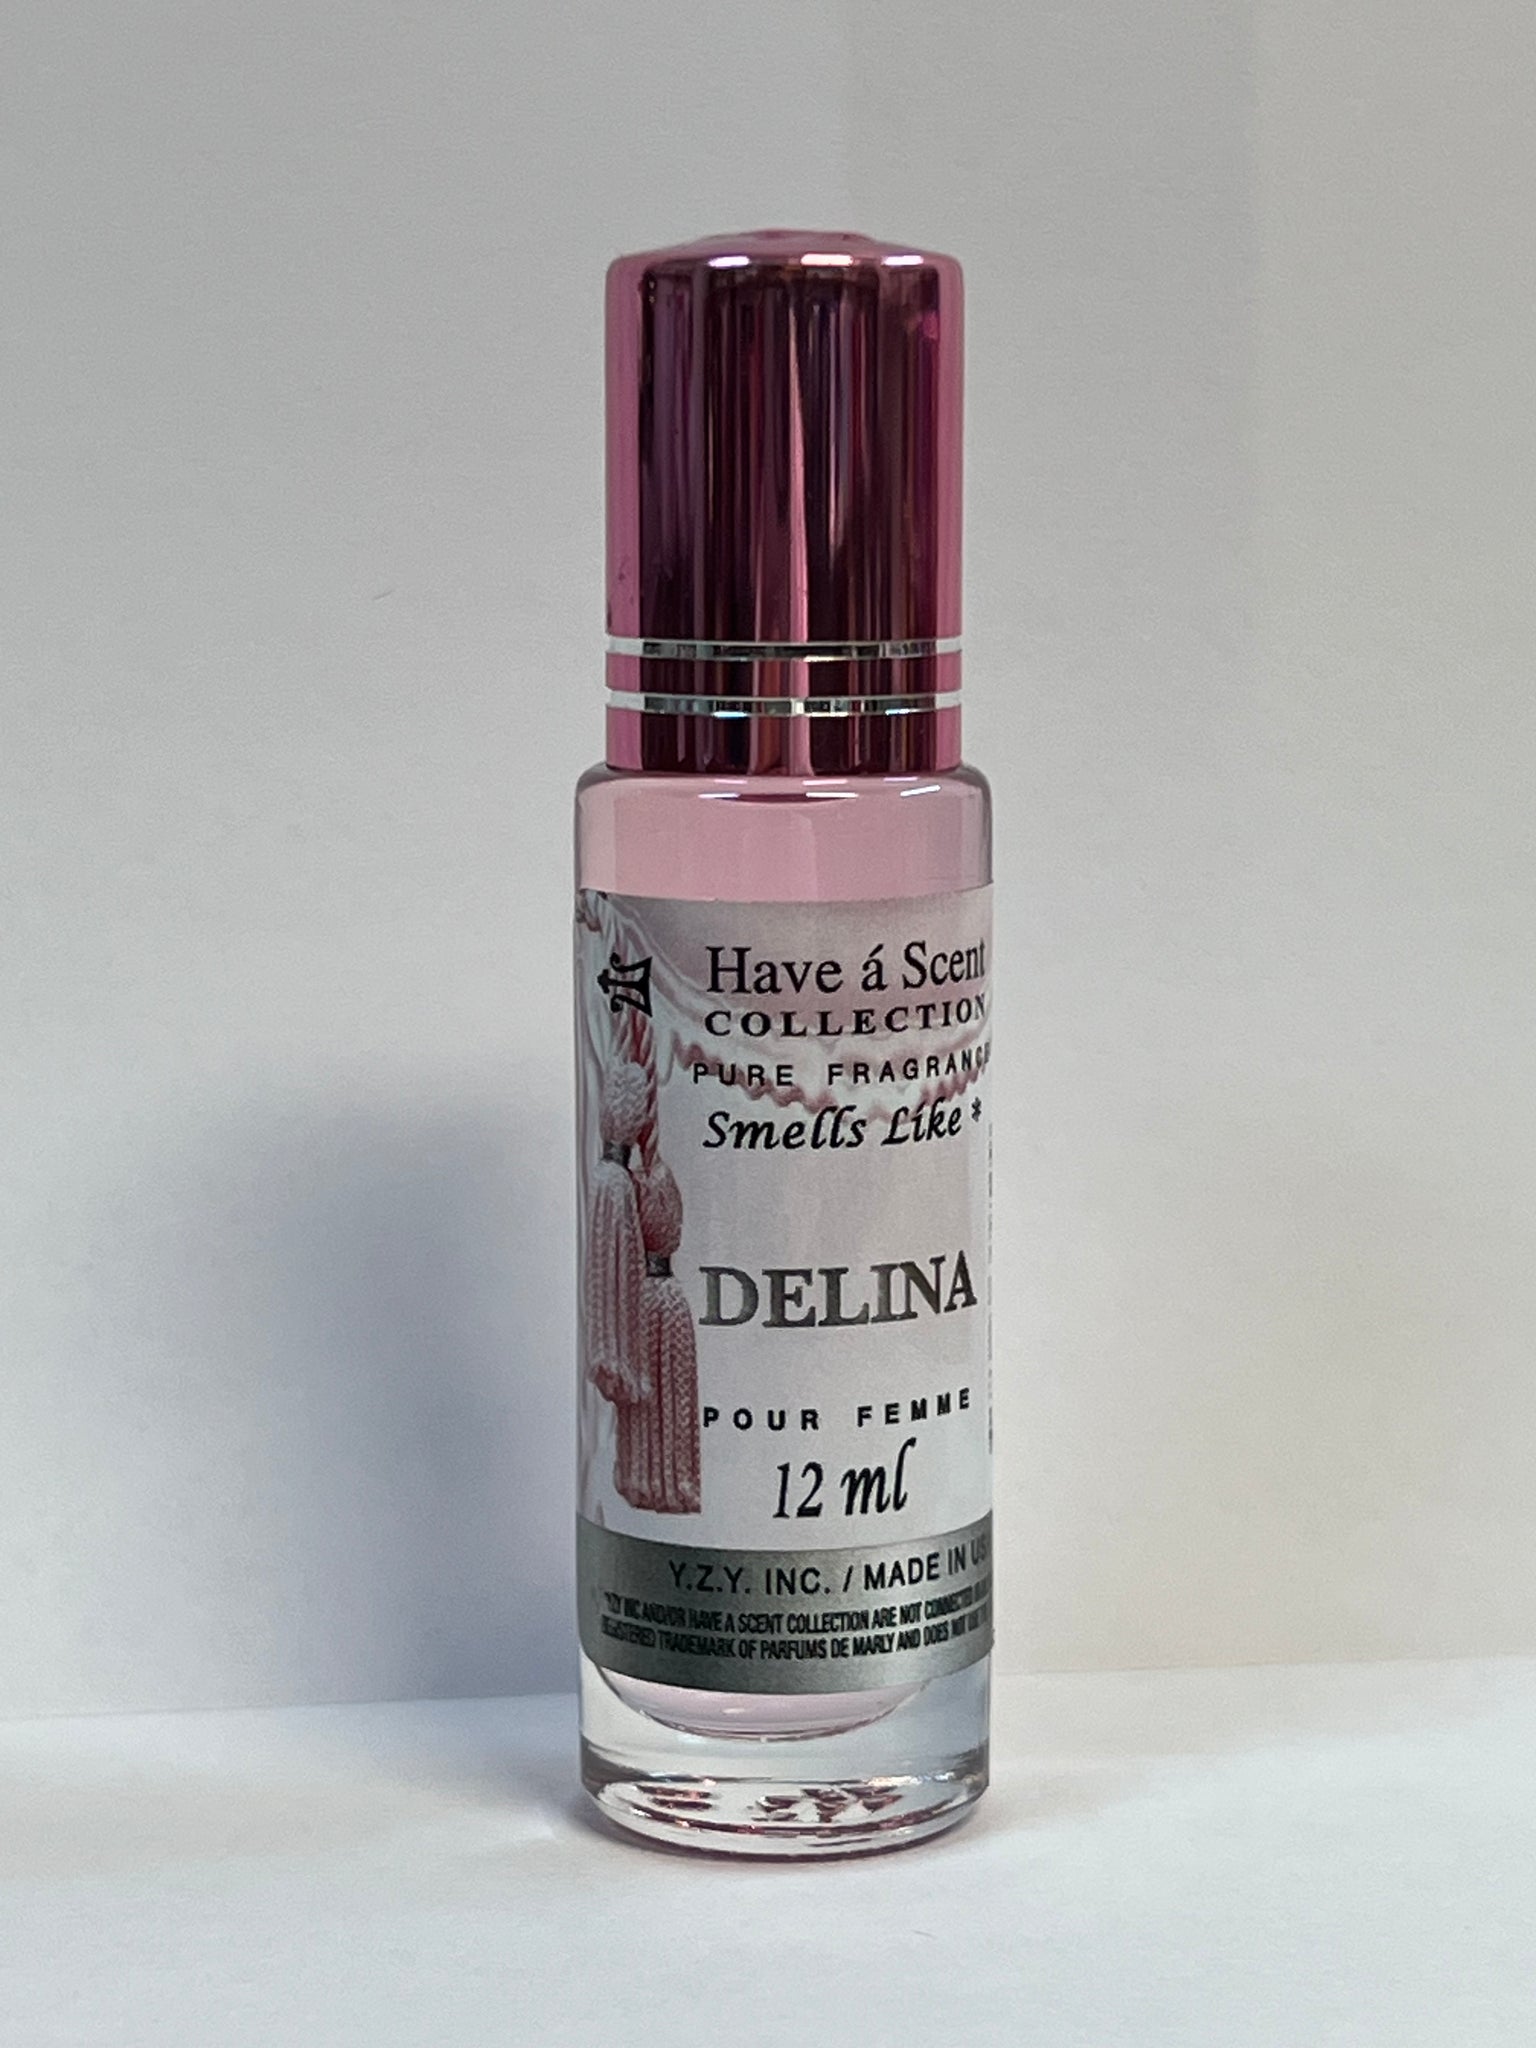 Have á Scent
COLLECTION
PURE FRAGRANCE
Smells Like *
DELINA
POUR FEMME
12 ml
Y.Z.Y. INC. / MADE IN US
*YZY INC AND/OR HAVE A SCENT COLLECTION ARE NOT CONNECTED
REGISTERED TRADEMARK OF PARFUMS DE MARLY AND DOES NOT